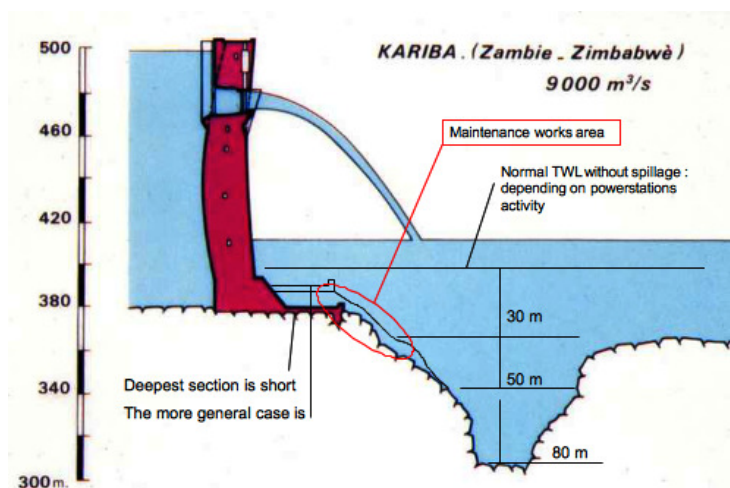 KARIBA . (Zambie _ Zimbabwè)
9000 m³/s
500
460
420
380
340
300 m.
Maintenance works area
Normal TWL without spillage :
depending on powerstations
activity
30 m
50 m
80 m
Deepest section is short
The more general case is